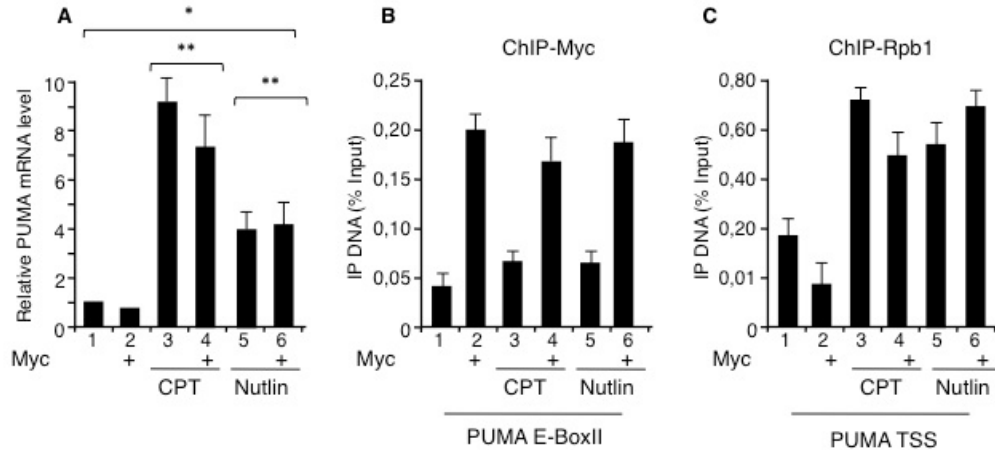 A
*
**
**
Relative PUMA mRNA level
10
8
6
4
2
0
1 2 3 4 5 6
Myc + + +
CPT Nutlin
B
ChIP-Myc
IP DNA (% Input)
0,25
0,20
0,15
0,10
0,05
0
1 2 3 4 5 6
Myc + + +
CPT Nutlin
PUMA E-BoxII
C
ChIP-Rpb1
IP DNA (% Input)
0,80
0,60
0,20
0,01
0
1 2 3 4 5 6
Myc + + +
CPT Nutlin
PUMA TSS